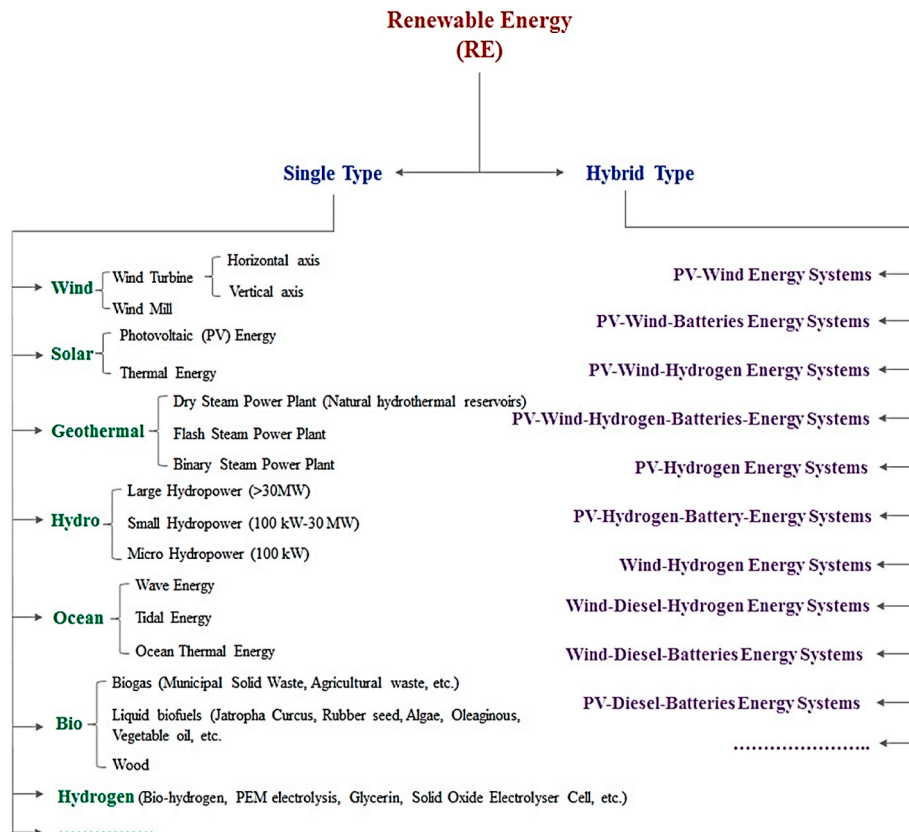 Renewable Energy
(RE)
Single Type
Hybrid Type
Wind
Wind Turbine
Horizontal axis
Vertical axis
Wind Mill
Solar
Photovoltaic (PV) Energy
Thermal Energy
Geothermal
Dry Steam Power Plant (Natural hydrothermal reservoirs)
Flash Steam Power Plant
Binary Steam Power Plant
Hydro
Large Hydropower (>30MW)
Small Hydropower (100 kW-30 MW)
Micro Hydropower (100 kW)
Ocean
Wave Energy
Tidal Energy
Ocean Thermal Energy
Bio
Biogas (Municipal Solid Waste, Agricultural waste, etc.)
Liquid biofuels (Jatropha Curcus, Rubber seed, Algae, Oleaginous,
Vegetable oil, etc.
Wood
Hydrogen (Bio-hydrogen, PEM electrolysis, Glycerin, Solid Oxide Electrolyser Cell, etc.)
................
PV-Wind Energy Systems
PV-Wind-Batteries Energy Systems
PV-Wind-Hydrogen Energy Systems
PV-Wind-Hydrogen-Batteries-Energy Systems
PV-Hydrogen Energy Systems
PV-Hydrogen-Battery-Energy Systems
Wind-Hydrogen Energy Systems
Wind-Diesel-Hydrogen Energy Systems
Wind-Diesel-Batteries Energy Systems
PV-Diesel-Batteries Energy Systems
.......................